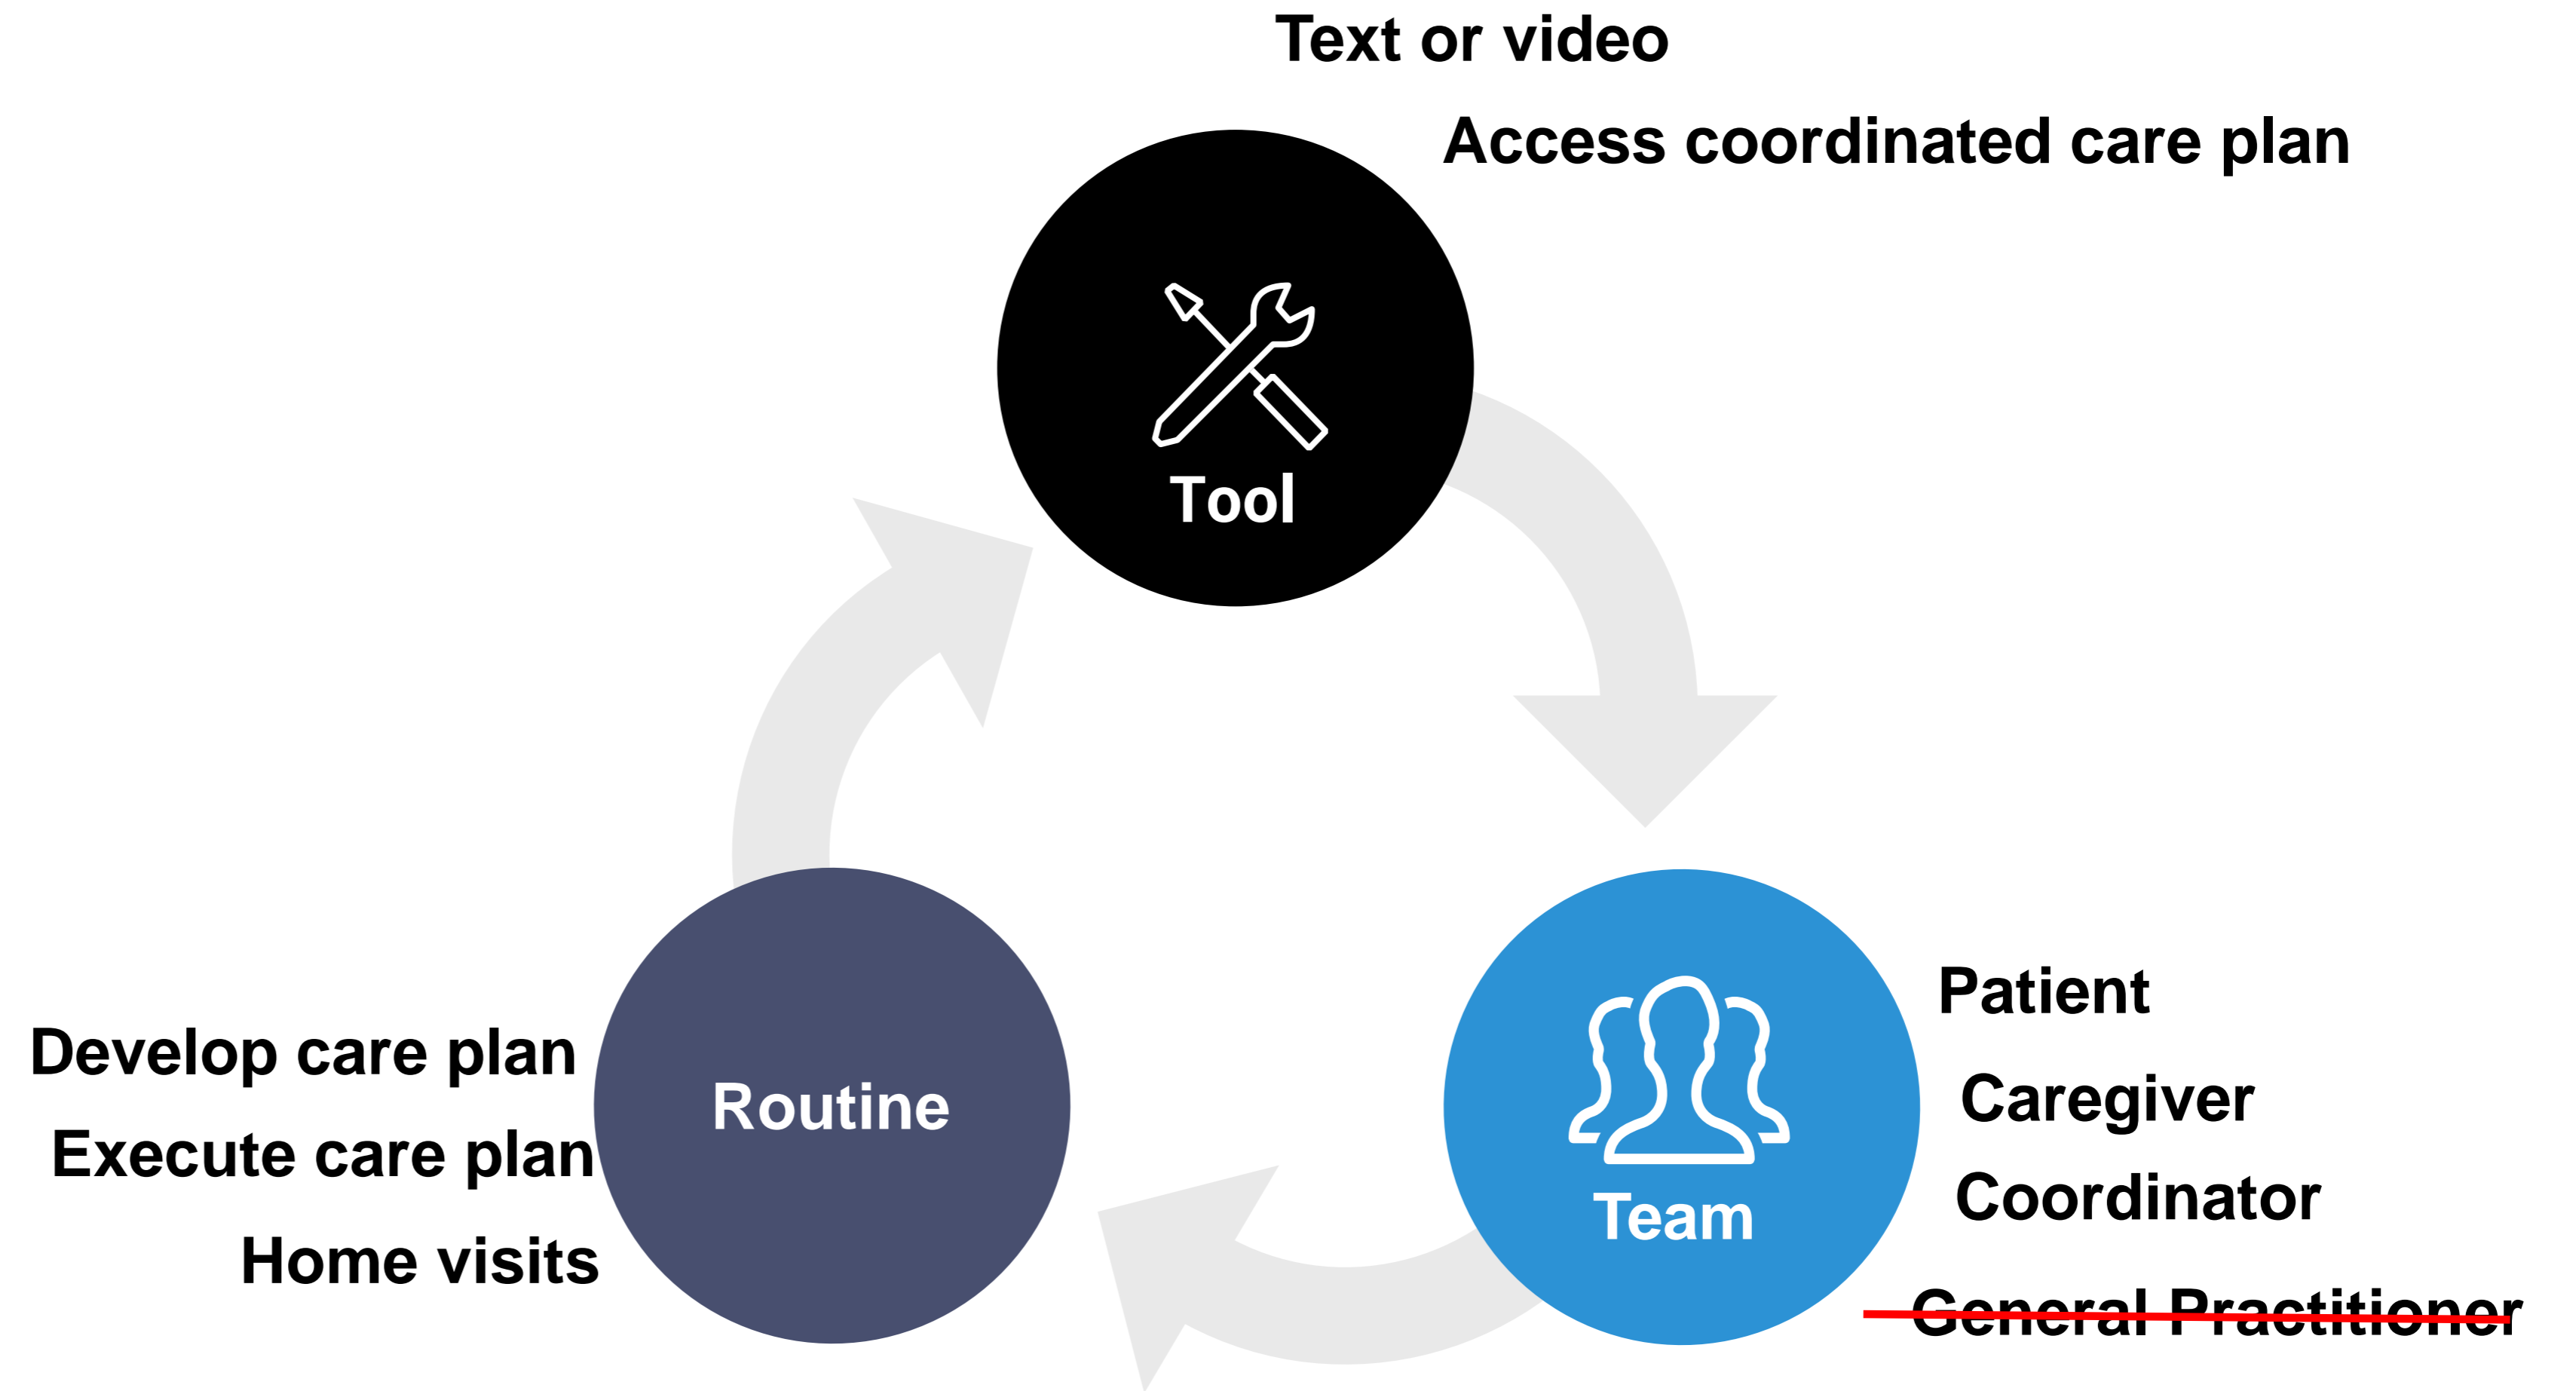 Text or video
Access coordinated care plan
Tool
Routine
Develop care plan
Execute care plan
Home visits
Team
Patient
Caregiver
Coordinator
General Practitioner